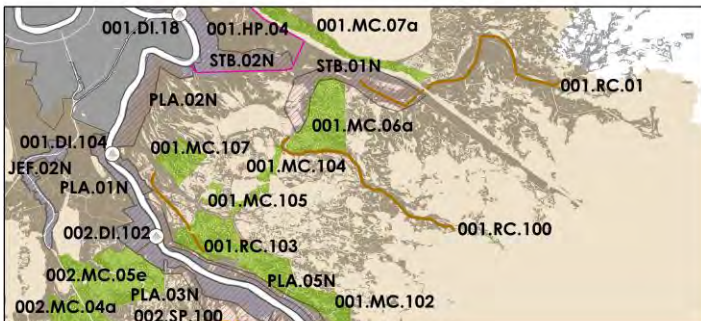 001.DI.18
001.HP.04
001.MC.07a
STB.02N
STB.01N
001.RC.01
PLA.02N
001.MC.06a
001.DI.104
001.MC.107
001.MC.104
JEF.02N
PLA.01N
001.MC.105
001.RC.100
002.DI.102
001.RC.103
002.MC.05e
PLA.05N
PLA.03N
002.MC.04a
001.MC.102
002.SP.100